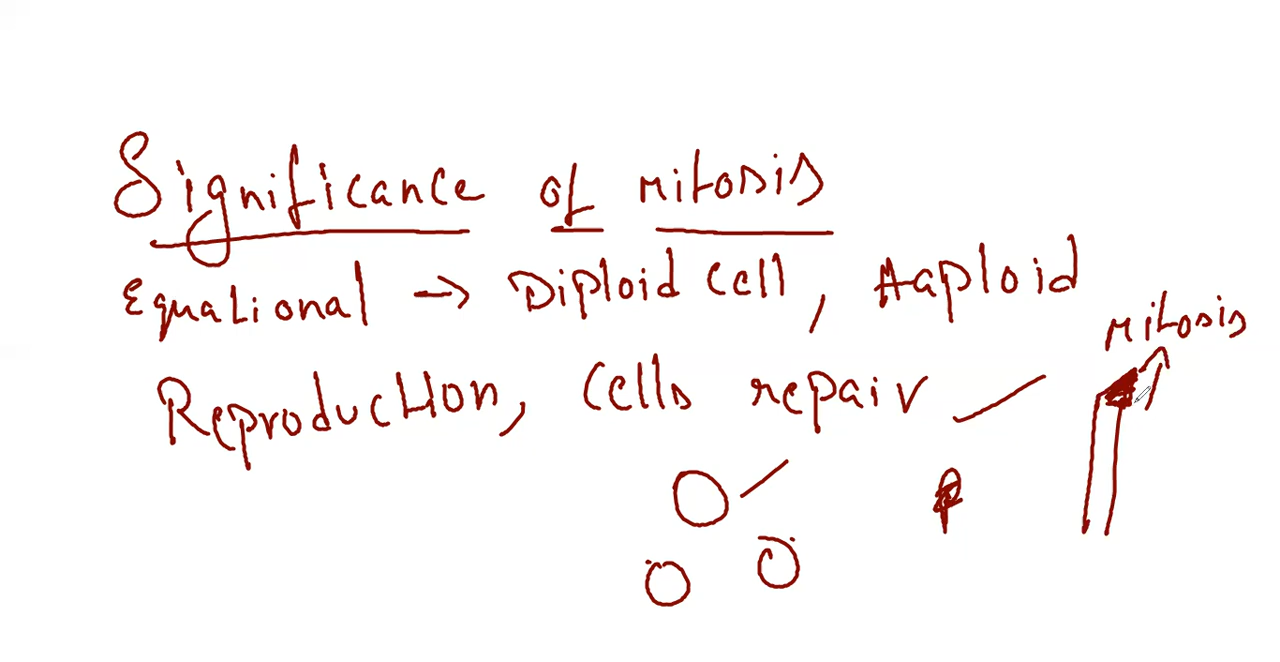 Significance of mitosis
Equational → Diploid cell, Haploid
Mitosis
Reproduction, Cells repair